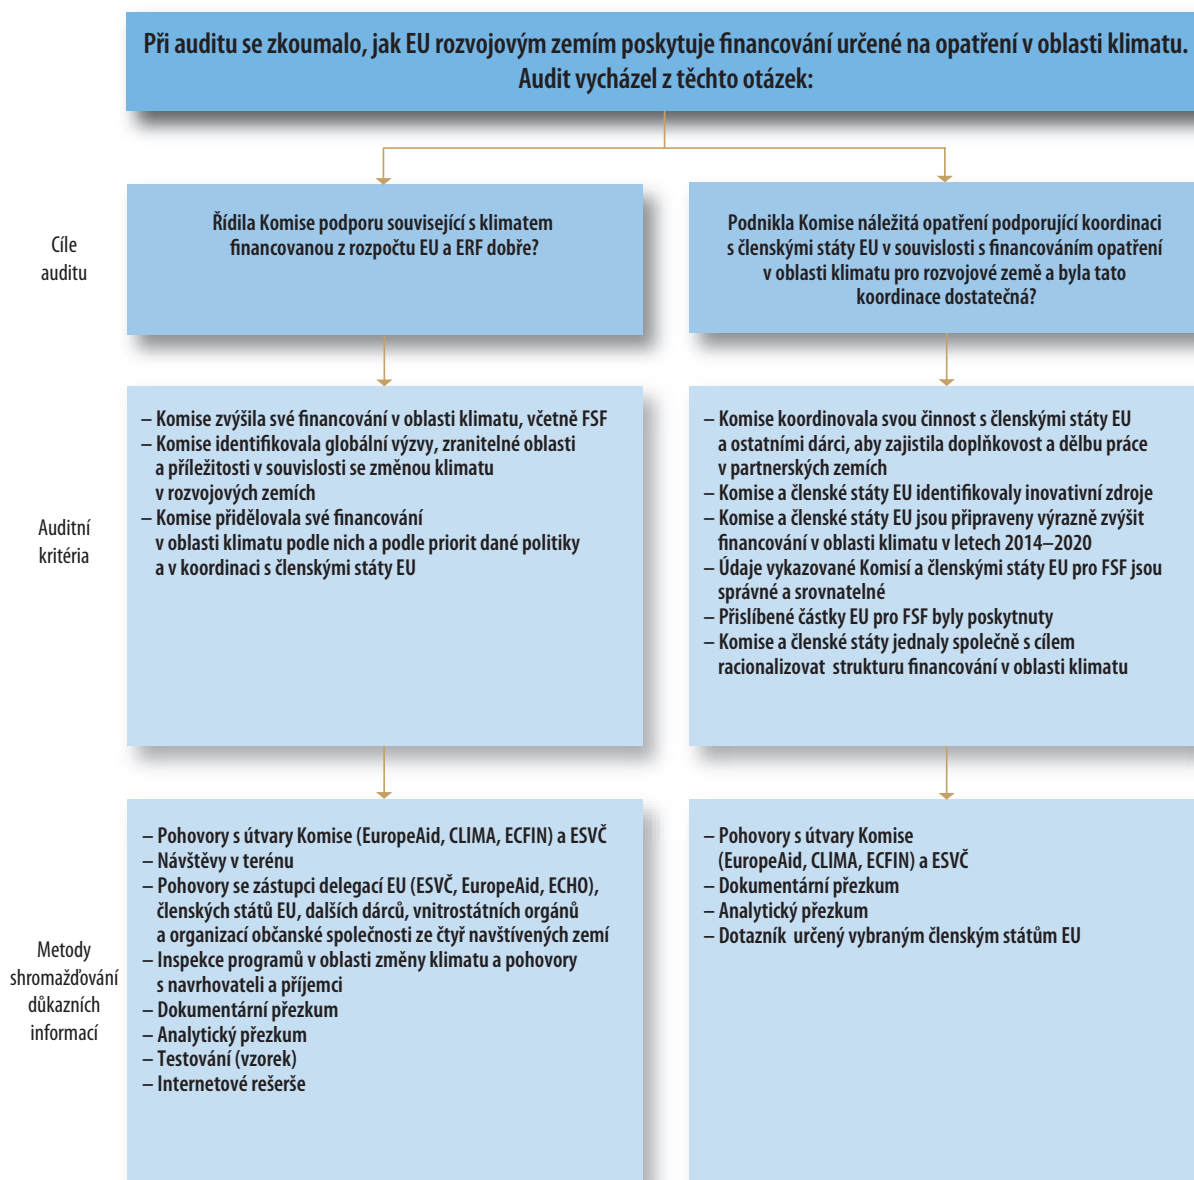 Při auditu se zkoumalo, jak EU rozvojovým zemím poskytuje financování určené na opatření v oblasti klimatu.
Audit vycházel z těchto otázek:
Cíle
auditu
Řídila Komise podporu související s klimatem
financovanou z rozpočtu EU a ERF dobře?
Podnikla Komise náležitá opatření podporující koordinaci
s členskými státy EU v souvislosti s financováním opatření
v oblasti klimatu pro rozvojové země a byla tato
koordinace dostatečná?
Auditní
kritéria
– Komise zvýšila své financování v oblasti klimatu, včetně FSF
– Komise identifikovala globální výzvy, zranitelné oblasti
a příležitosti v souvislosti se změnou klimatu
v rozvojových zemích
– Komise přidělovala své financování
v oblasti klimatu podle nich a podle priorit dané politiky
a v koordinaci s členskými státy EU
– Komise koordinovala svou činnost s členskými státy EU
a ostatními dárci, aby zajistila doplňkovost a dělbu práce
v partnerských zemích
– Komise a členské státy EU identifikovaly inovativní zdroje
– Komise a členské státy EU jsou připraveny výrazně zvýšit
financování v oblasti klimatu v letech 2014–2020
– Údaje vykazované Komisí a členskými státy EU pro FSF jsou
správné a srovnatelné
– Přislíbené částky EU pro FSF byly poskytnuty
– Komise a členské státy jednaly společně s cílem
racionalizovat strukturu financování v oblasti klimatu
Metody
shromažďování
důkazních
informací
– Pohovory s útvary Komise (EuropeAid, CLIMA, ECFIN) a ESVČ
– Návštěvy v terénu
– Pohovory se zástupci delegací EU (ESVČ, EuropeAid, ECHO),
členských států EU, dalších dárců, vnitrostátních orgánů
a organizací občanské společnosti ze čtyř navštívených zemí
– Inspekce programů v oblasti změny klimatu a pohovory
s navrhovateli a příjemci
– Dokumentární přezkum
– Analytický přezkum
– Testování (vzorek)
– Internetové rešerše
– Pohovory s útvary Komise
(EuropeAid, CLIMA, ECFIN) a ESVČ
– Dokumentární přezkum
– Analytický přezkum
– Dotazník určený vybraným členským státům EU